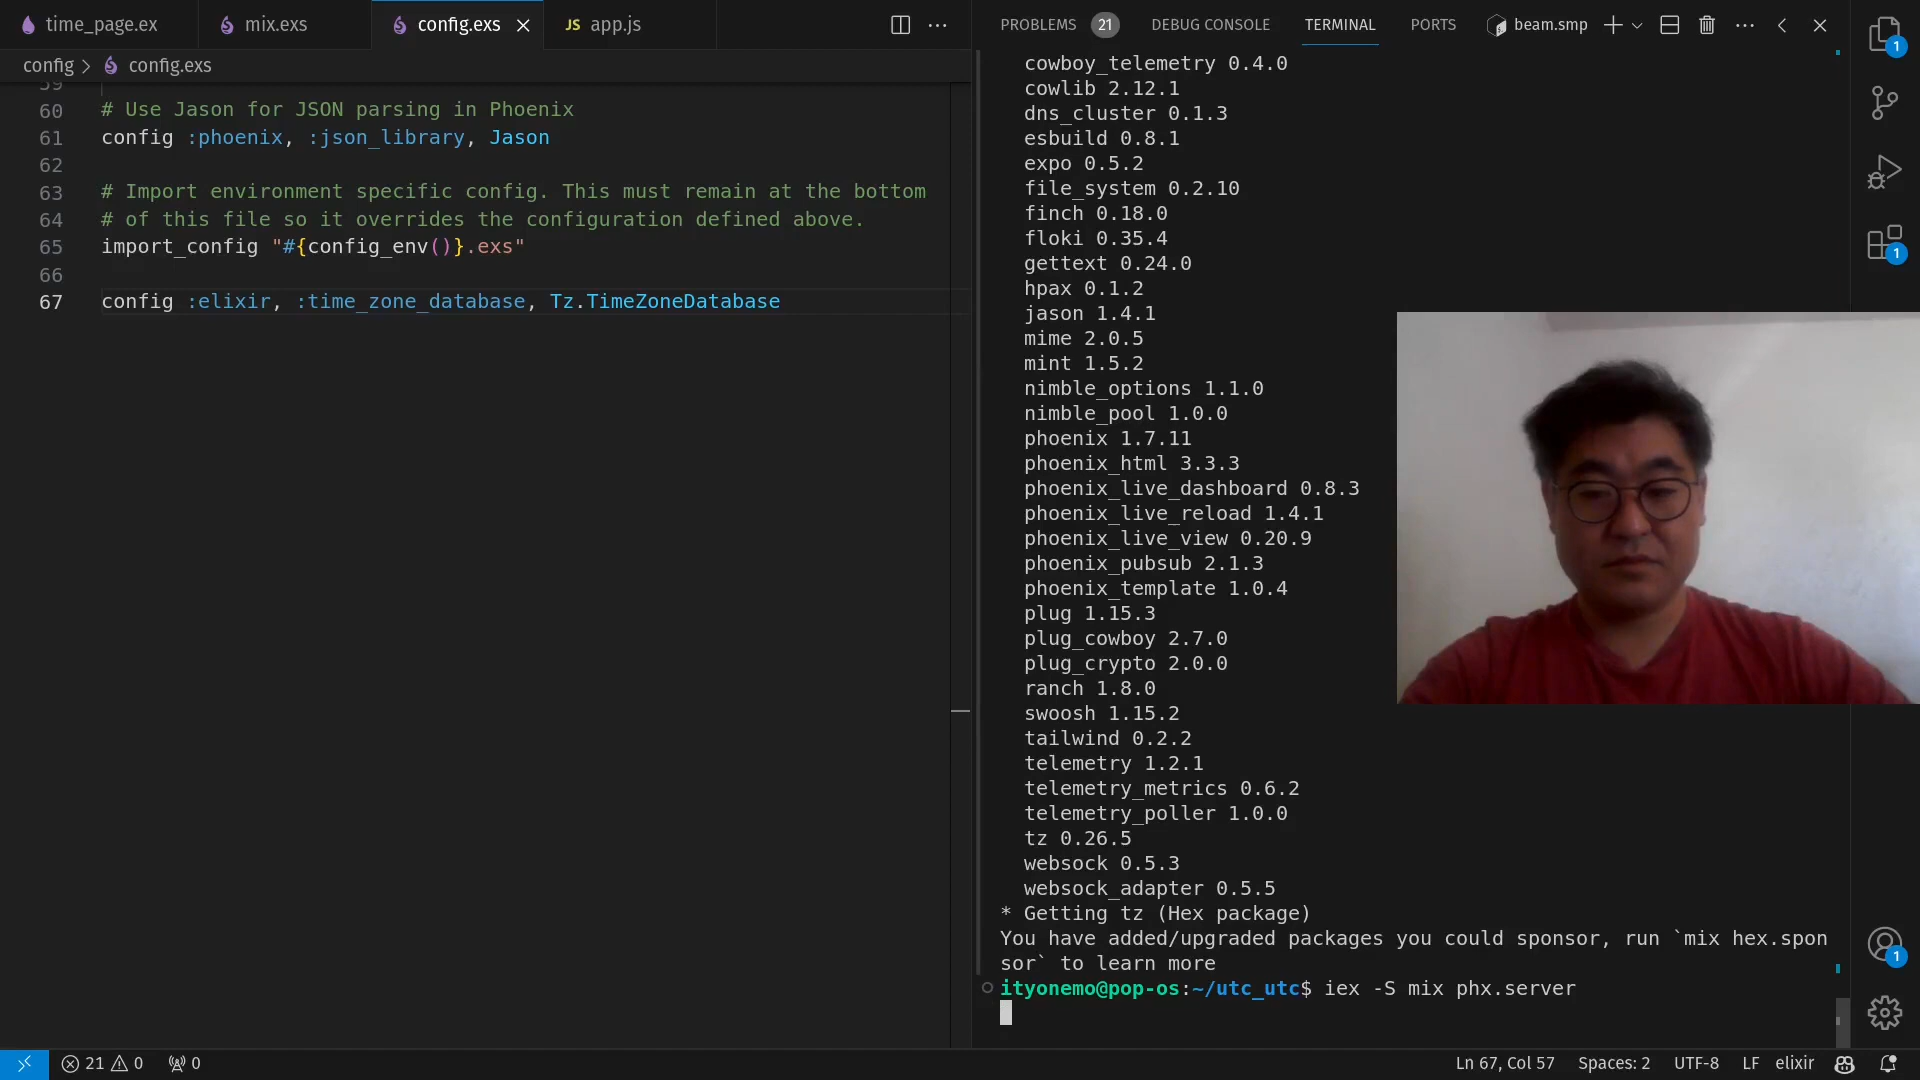 time_page.ex
mix.exs
config.exs
JS app.js
config > config.exs
59
60 # Use Jason for JSON parsing in Phoenix
61 config :phoenix, :json_library, Jason
62
63 # Import environment specific config. This must remain at the bottom
64 # of this file so it overrides the configuration defined above.
65 import_config "#{config_env()}.exs"
66
67 config :elixir, :time_zone_database, Tz.TimeZoneDatabase
PROBLEMS 21 DEBUG CONSOLE TERMINAL PORTS beam.smp
cowboy_telemetry 0.4.0
cowlib 2.12.1
dns_cluster 0.1.3
esbuild 0.8.1
expo 0.5.2
file_system 0.2.10
finch 0.18.0
floki 0.35.4
gettext 0.24.0
hpax 0.1.2
jason 1.4.1
mime 2.0.5
mint 1.5.2
nimble_options 1.1.0
nimble_pool 1.0.0
phoenix 1.7.11
phoenix_html 3.3.3
phoenix_live_dashboard 0.8.3
phoenix_live_reload 1.4.1
phoenix_live_view 0.20.9
phoenix_pubsub 2.1.3
phoenix_template 1.0.4
plug 1.15.3
plug_cowboy 2.7.0
plug_crypto 2.0.0
ranch 1.8.0
swoosh 1.15.2
tailwind 0.2.2
telemetry 1.2.1
telemetry_metrics 0.6.2
telemetry_poller 1.0.0
tz 0.26.5
websock 0.5.3
websock_adapter 0.5.5
* Getting tz (Hex package)
You have added/upgraded packages you could sponsor, run `mix hex.spon
sor` to learn more
ityonemo@pop-os:~/utc_utc$ iex -S mix phx.server
1
1
1
21 0 0
Ln 67, Col 57 Spaces: 2 UTF-8 LF elixir